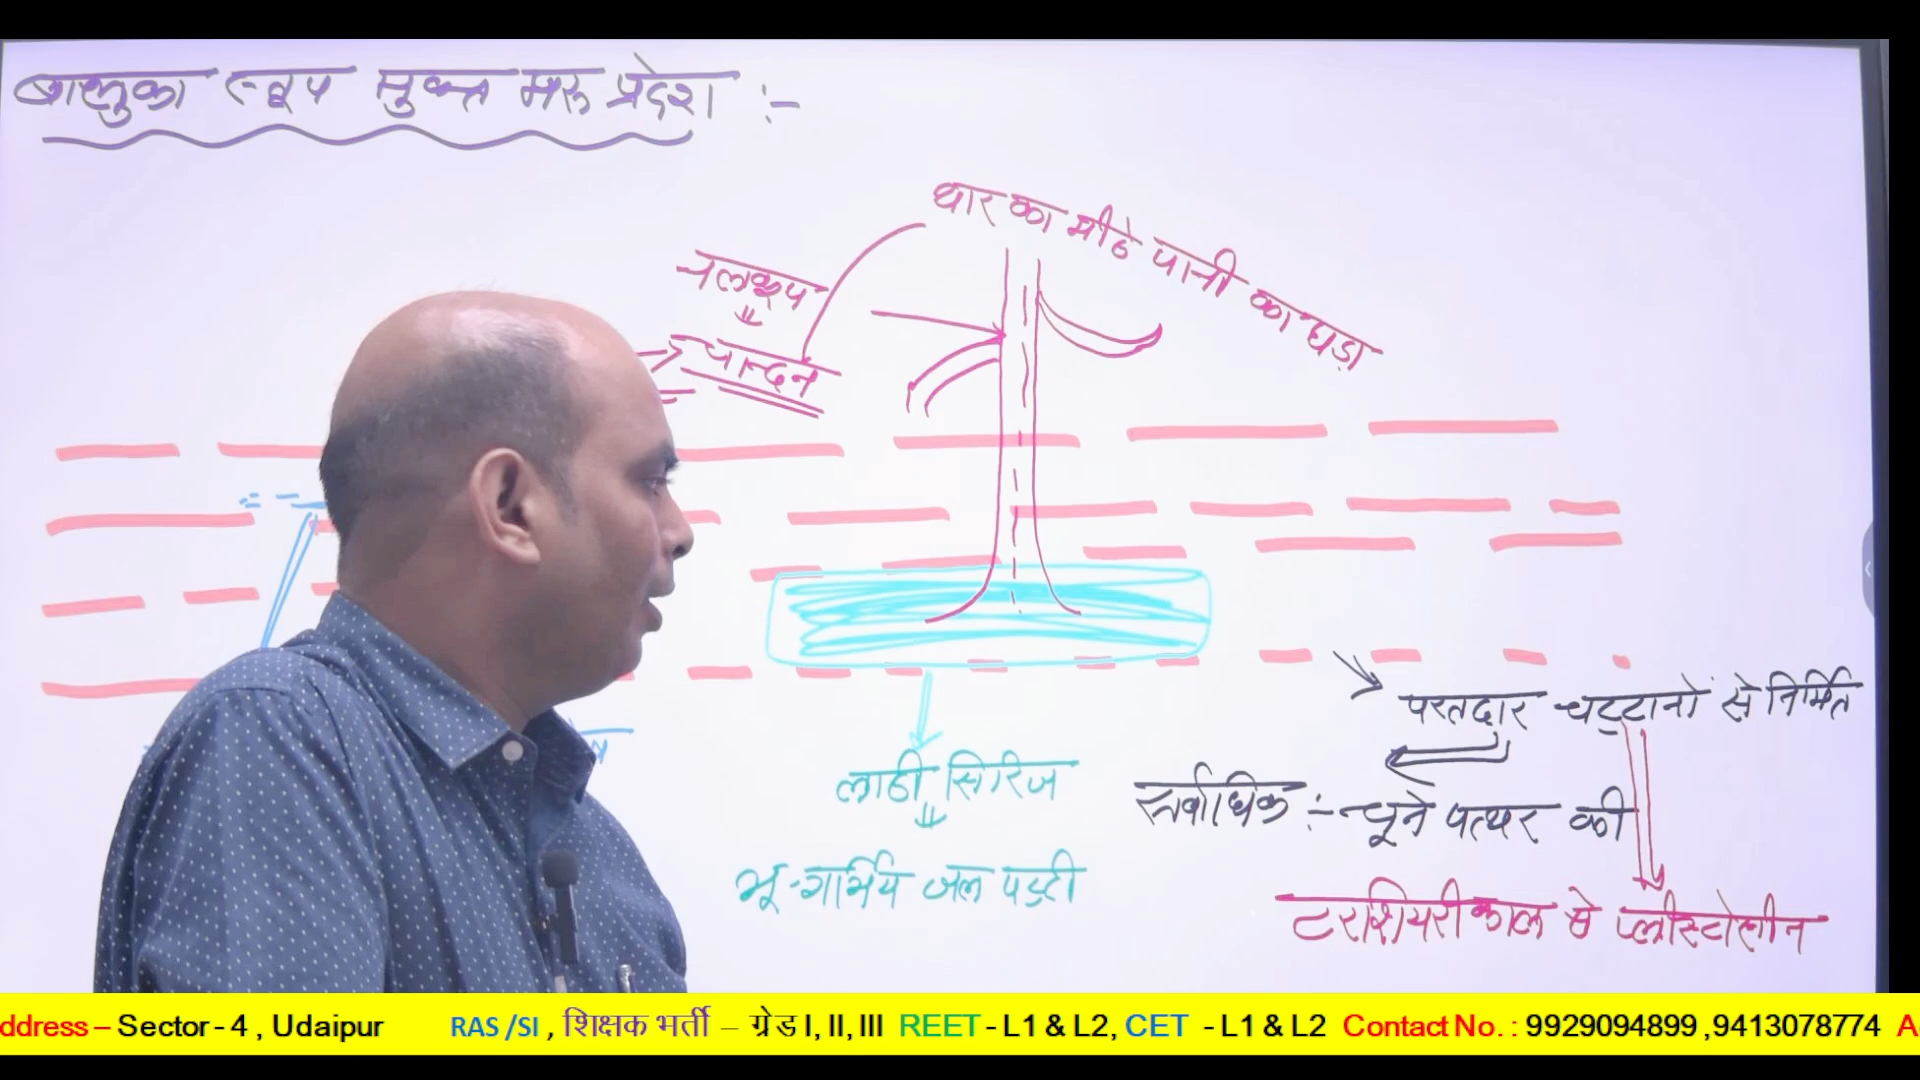 बालुका स्तूप मुक्त मरू प्रदेश :-
थार का मीठे पानी का घड़ा
नलकूप
चान्दन
परतदार चट्टानों से निर्मित
लाठी सिरिज
सर्वाधिक :- चूने पत्थर की
भू-गर्भिय जल पट्टी
टरशियरी काल से प्लीस्टोसीन
ddress – Sector - 4 , Udaipur RAS /SI , शिक्षक भर्ती – ग्रेड I, II, III REET - L1 & L2, CET - L1 & L2 Contact No. : 9929094899 ,9413078774 A